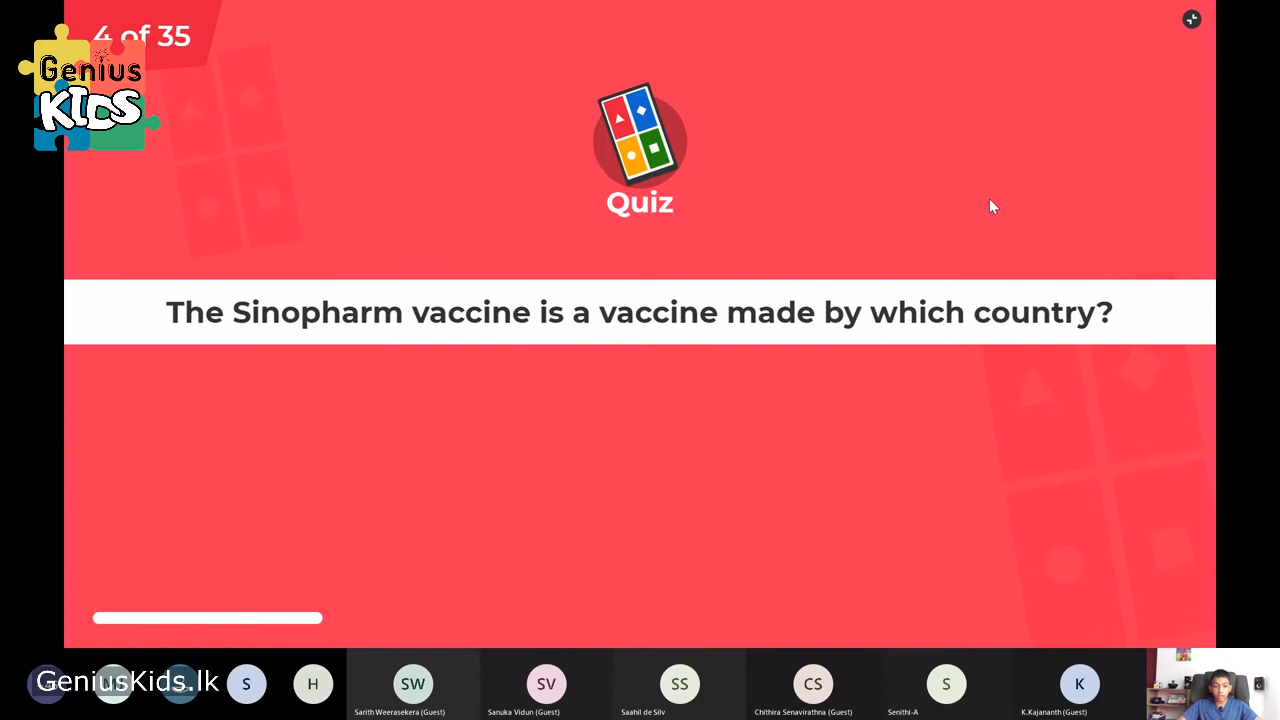 4 of 35
Genius
KIDS
Quiz
The Sinopharm vaccine is a vaccine made by which country?
GeniusKids.lk
S
H
SW
SV
SS
CS
S
K
Sarith Weerasekera (Guest)
Sanuka Vidun (Guest)
Saahil de Silv
Chithira Senavirathna (Guest)
Senithi-A
K.Kajananth (Guest)